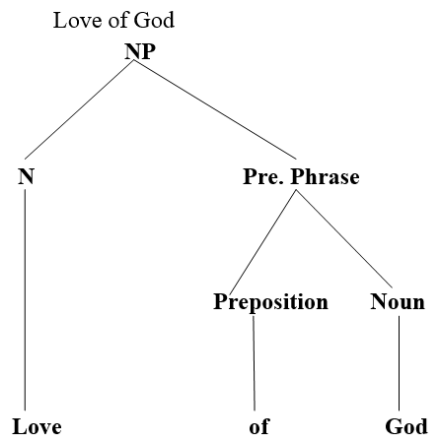 Love of God
NP
N Pre. Phrase
Preposition Noun
Love of God